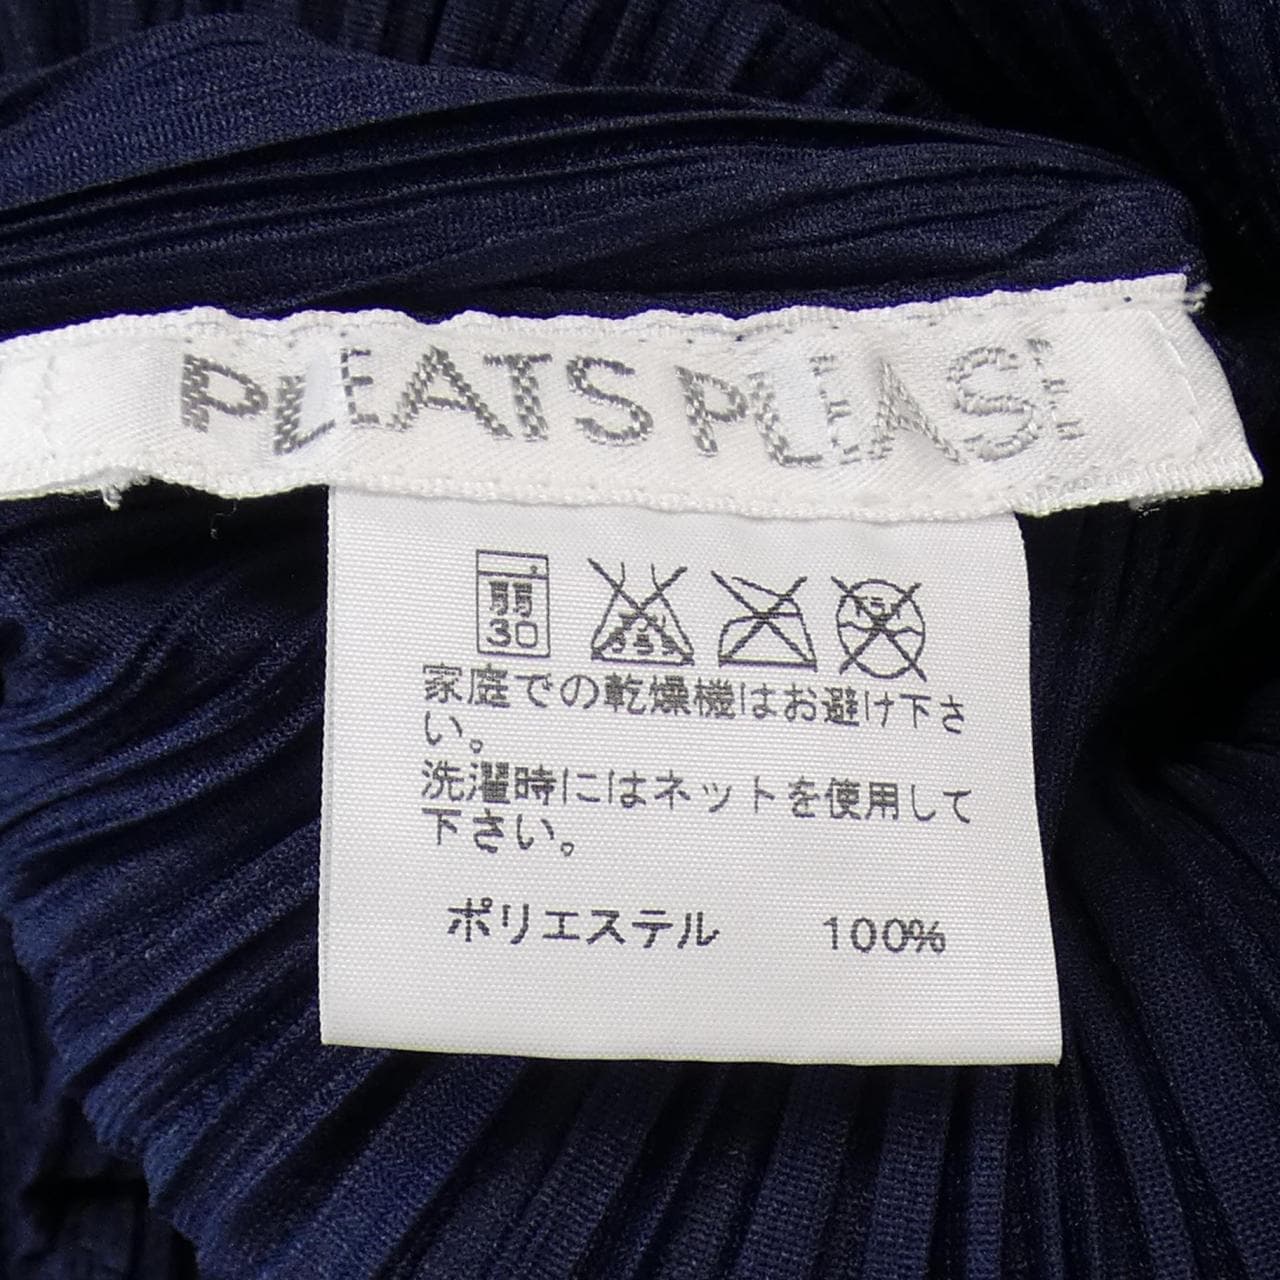 PLEATS PLEASE
弱
30
家庭での乾燥機はお避け下さ
い。
洗濯時にはネットを使用して
下さい。
ポリエステル 100%